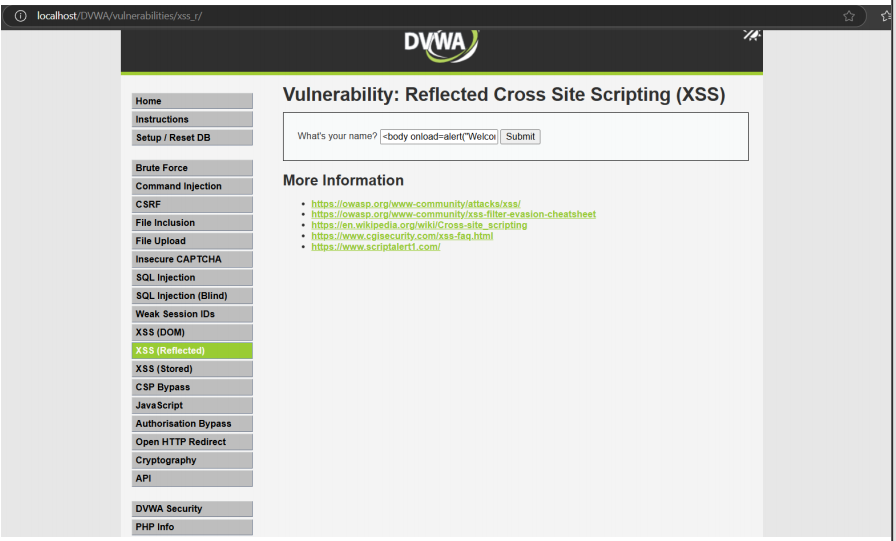 localhost/DVWA/vulnerabilities/xss_r/
DVWA
Home
Instructions
Setup / Reset DB
Brute Force
Command Injection
CSRF
File Inclusion
File Upload
Insecure CAPTCHA
SQL Injection
SQL Injection (Blind)
Weak Session IDs
XSS (DOM)
XSS (Reflected)
XSS (Stored)
CSP Bypass
JavaScript
Authorisation Bypass
Open HTTP Redirect
Cryptography
API
DVWA Security
PHP Info
Vulnerability: Reflected Cross Site Scripting (XSS)
What's your name? <body onload=alert("Welcoı Submit
More Information
https://owasp.org/www-community/attacks/xss/
https://owasp.org/www-community/xss-filter-evasion-cheatsheet
https://en.wikipedia.org/wiki/Cross-site_scripting
https://www.cgisecurity.com/xss-faq.html
https://www.scriptalert1.com/